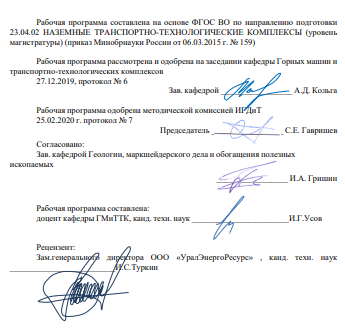 Рабочая программа составлена на основе ФГОС ВО по направлению подготовки
23.04.02 НАЗЕМНЫЕ ТРАНСПОРТНО-ТЕХНОЛОГИЧЕСКИЕ КОМПЛЕКСЫ (уровень
магистратуры) (приказ Минобрнауки России от 06.03.2015 г. № 159)
Рабочая программа рассмотрена и одобрена на заседании кафедры Горных машин и
транспортно-технологических комплексов
27.12.2019, протокол № 6
Зав. кафедрой А.Д. Кольга
Рабочая программа одобрена методической комиссией ИГДиТ
25.02.2020 г. протокол № 7
Председатель С.Е. Гавришев
Согласовано:
Зав. кафедрой Геологии, маркшейдерского дела и обогащения полезных
ископаемых
И.А. Гришин
Рабочая программа составлена:
доцент кафедры ГМиТТК, канд. техн. наук И.Г.Усов
Рецензент:
Зам.генерального директора ООО «УралЭнергоРесурс» , канд. техн. наук
И.С.Туркин